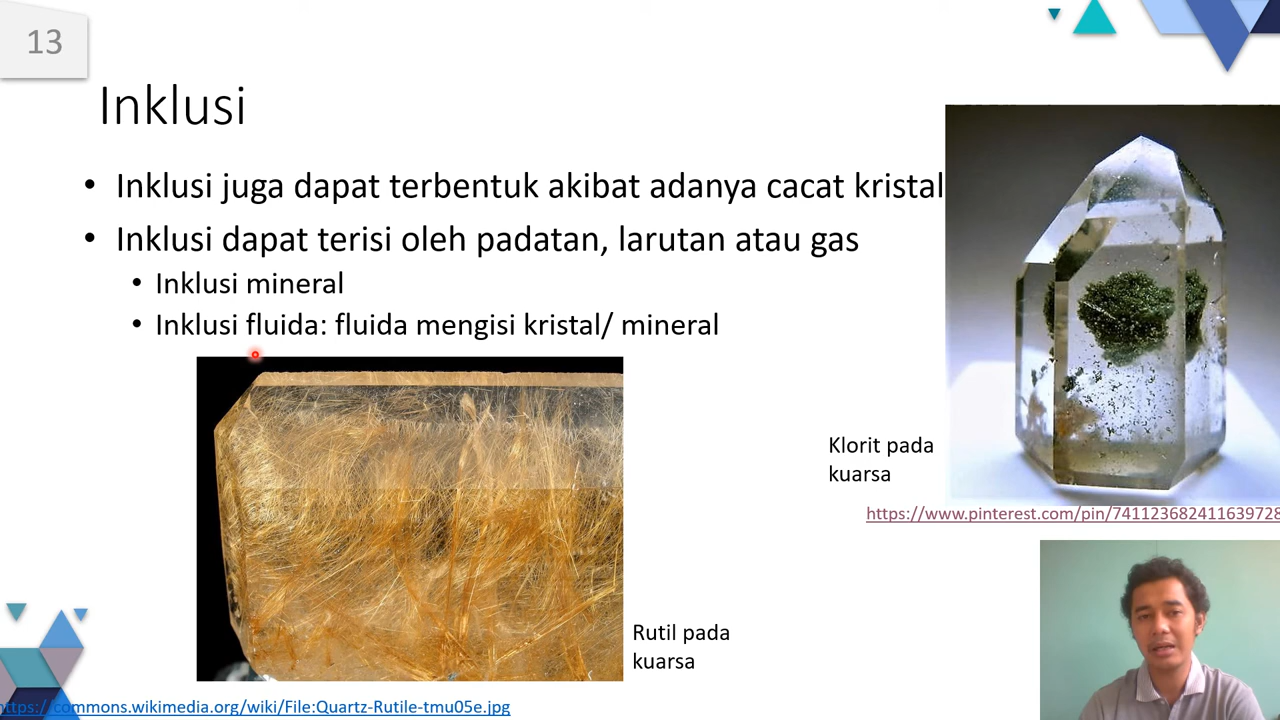 13
Inklusi
• Inklusi juga dapat terbentuk akibat adanya cacat kristal
• Inklusi dapat terisi oleh padatan, larutan atau gas
• Inklusi mineral
• Inklusi fluida: fluida mengisi kristal/ mineral
Klorit pada
kuarsa
https://www.pinterest.com/pin/741123682411639728
Rutil pada
kuarsa
https://commons.wikimedia.org/wiki/File:Quartz-Rutile-tmu05e.jpg